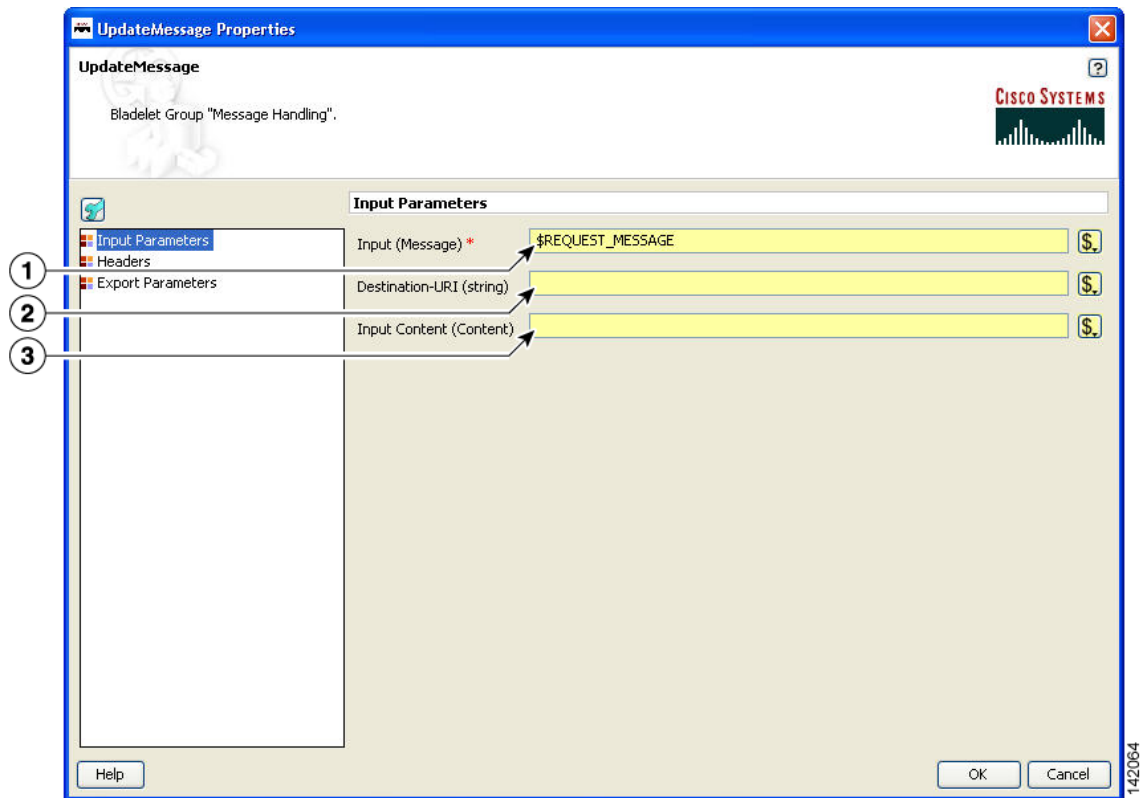 UpdateMessage Properties
UpdateMessage
?
Bladelet Group "Message Handling".
CISCO SYSTEMS
Input Parameters
Input Parameters
Headers
Export Parameters
Input (Message) *
$REQUEST_MESSAGE
$
Destination-URI (string)
$
Input Content (Content)
$
1
2
3
Help
OK
Cancel
142064